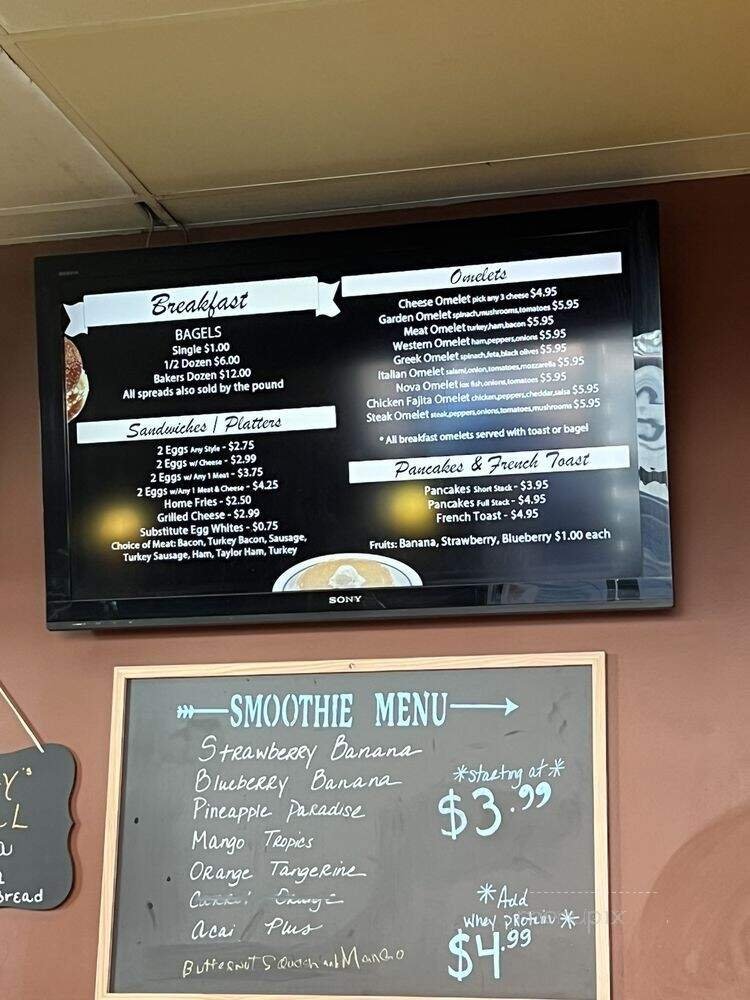 Breakfast
BAGELS
Single $1.00
1/2 Dozen $6.00
Bakers Dozen $12.00
All spreads also sold by the pound
Sandwiches / Platters
2 Eggs Any Style - $2.75
2 Eggs w/ Cheese - $2.99
2 Eggs w/ Any 1 Meat - $3.75
2 Eggs w/Any 1 Meat & Cheese - $4.25
Home Fries - $2.50
Grilled Cheese - $2.99
Substitute Egg Whites - $0.75
Choice of Meat: Bacon, Turkey Bacon, Sausage,
Turkey Sausage, Ham, Taylor Ham, Turkey
Omelets
Cheese Omelet pick any 3 cheese $4.95
Garden Omelet spinach,mushrooms,tomatoes $5.95
Meat Omelet turkey,ham,bacon $5.95
Western Omelet ham,peppers,onions $5.95
Greek Omelet spinach,feta,black olives $5.95
Italian Omelet salami,onion,tomatoes,mozzarella $5.95
Nova Omelet lox fish,onions,tomatoes $5.95
Chicken Fajita Omelet chicken,peppers,cheddar,salsa $5.95
Steak Omelet steak,peppers,onions,tomatoes,mushrooms $5.95
* All breakfast omelets served with toast or bagel
Pancakes & French Toast
Pancakes Short Stack - $3.95
Pancakes Full Stack - $4.95
French Toast - $4.95
Fruits: Banana, Strawberry, Blueberry $1.00 each
SONY
SMOOTHIE MENU
Strawberry Banana
Blueberry Banana
Pineapple Paradise
Mango Tropics
Orange Tangerine
Acai Plus
Butternut Squash and Mango
*starting at*
$3.99
*Add
whey protein*
$4.99
Y's
LL
bread